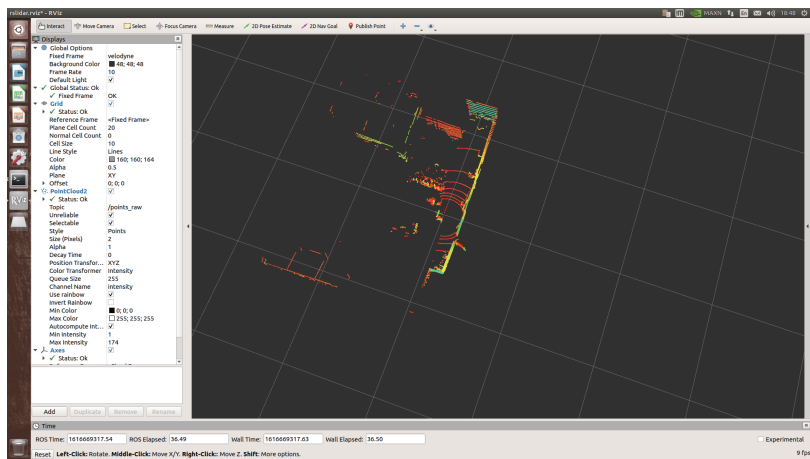 rslidar.rviz* - RViz
MAXN
18:48
Interact Move Camera Select Focus Camera Measure 2D Pose Estimate 2D Nav Goal Publish Point
Displays
Global Options
Fixed Frame velodyne
Background Color 48; 48; 48
Frame Rate 10
Default Light ✓
Global Status: Ok
Fixed Frame OK
Grid ✓
Status: Ok
Reference Frame <Fixed Frame>
Plane Cell Count 20
Normal Cell Count 0
Cell Size 10
Line Style Lines
Color 160; 160; 164
Alpha 0.5
Plane XY
Offset 0; 0; 0
PointCloud2 ✓
Status: Ok
Topic /points_raw
Unreliable ✓
Selectable ✓
Style Points
Size (Pixels) 2
Alpha 1
Decay Time 0
Position Transfor... XYZ
Color Transformer Intensity
Queue Size 255
Channel Name intensity
Use rainbow ✓
Invert Rainbow
Min Color 0; 0; 0
Max Color 255; 255; 255
Autocompute Int... ✓
Min Intensity 1
Max Intensity 174
Axes ✓
Status: Ok
Add Duplicate Remove Rename
Time
ROS Time: 1616669317.54 ROS Elapsed: 36.49 Wall Time: 1616669317.63 Wall Elapsed: 36.50 Experimental
Reset Left-Click: Rotate. Middle-Click: Move X/Y. Right-Click:: Move Z. Shift: More options. 9 fps